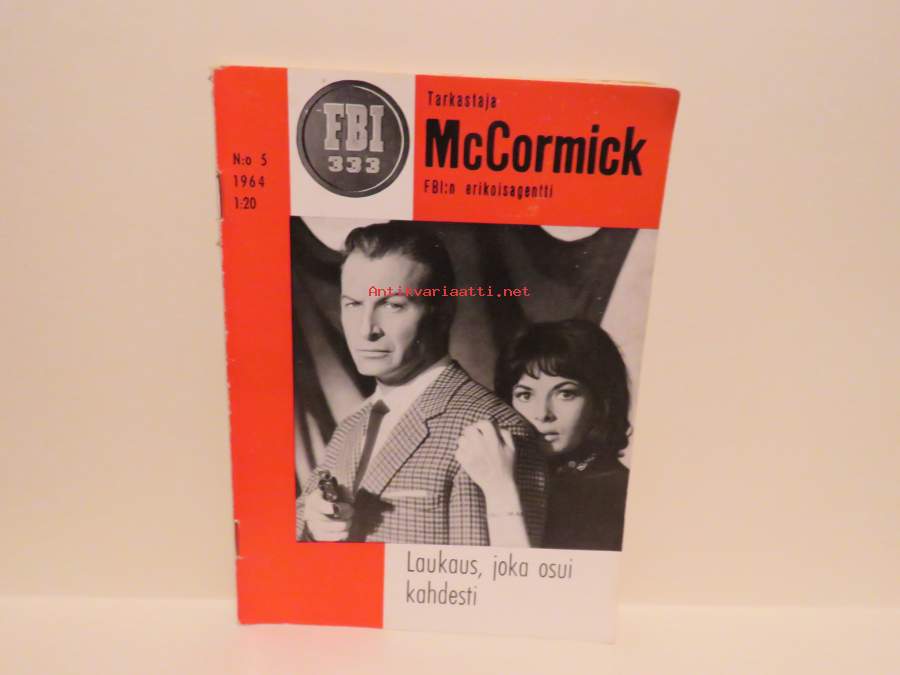 FBI
333
Tarkastaja
McCormick
FBI:n erikoisagentti
N:o 5
1964
1:20
Antikvariaatti.net
Laukaus, joka osui
kahdesti